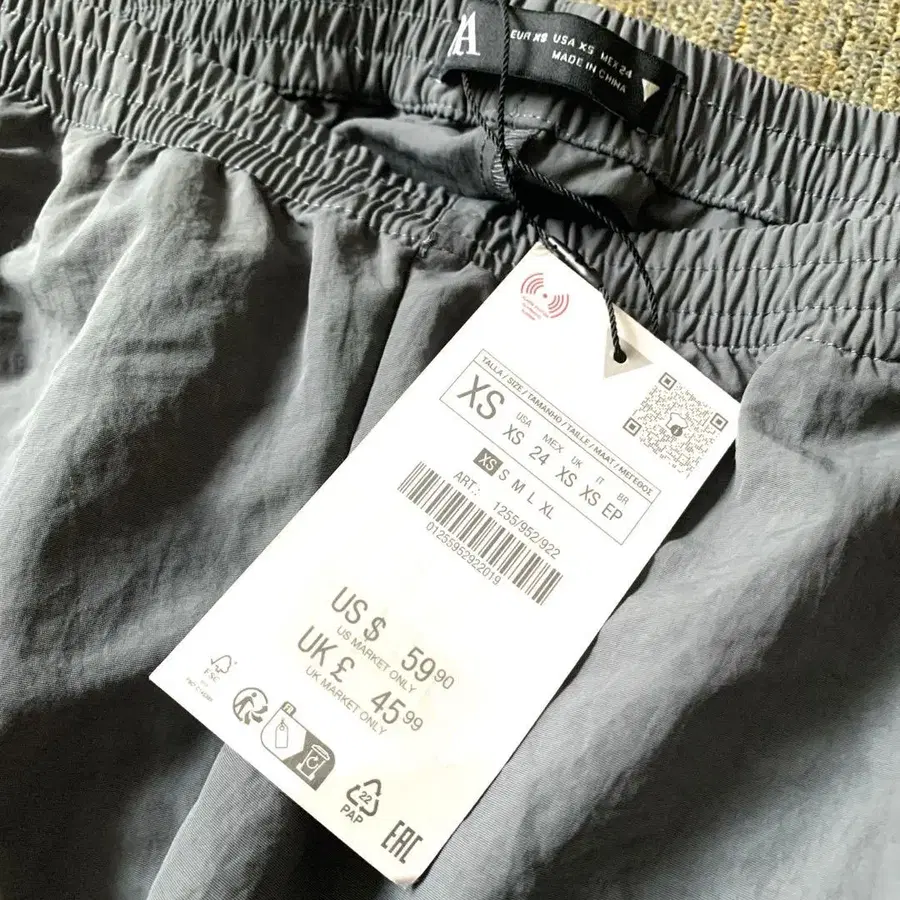 EUR XS USA XS MEX 24
MADE IN CHINA
TALLA / SIZE / TAMANHO / TAILLE / MAAT / ΜΕΓΕΘΟΣ
XS
USA MEX UK IT BR
XS 24 XS XS EP
XS S M L XL
ART.: 1255/952/922
01255952922019
US $ 59.90
US MARKET ONLY
UK £ 45.99
UK MARKET ONLY
FSC
22
PAP
EAC